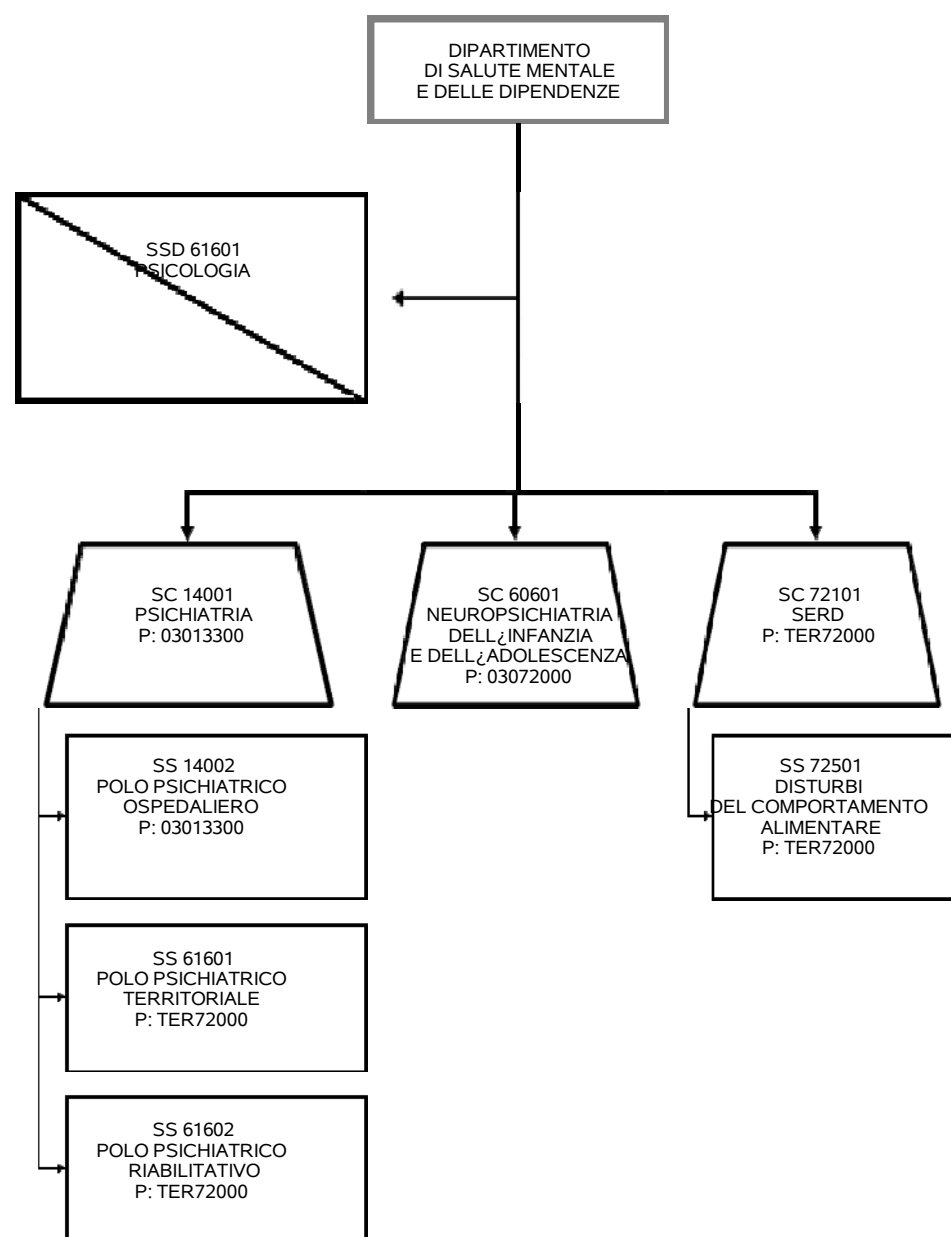 DIPARTIMENTO
DI SALUTE MENTALE
E DELLE DIPENDENZE
SSD 61601
PSICOLOGIA
SC 14001
PSICHIATRIA
P: 03013300
SC 60601
NEUROPSICHIATRIA
DELL¿INFANZIA
E DELL¿ADOLESCENZA
P: 03072000
SC 72101
SERD
P: TER72000
SS 14002
POLO PSICHIATRICO
OSPEDALIERO
P: 03013300
SS 72501
DISTURBI
DEL COMPORTAMENTO
ALIMENTARE
P: TER72000
SS 61601
POLO PSICHIATRICO
TERRITORIALE
P: TER72000
SS 61602
POLO PSICHIATRICO
RIABILITATIVO
P: TER72000